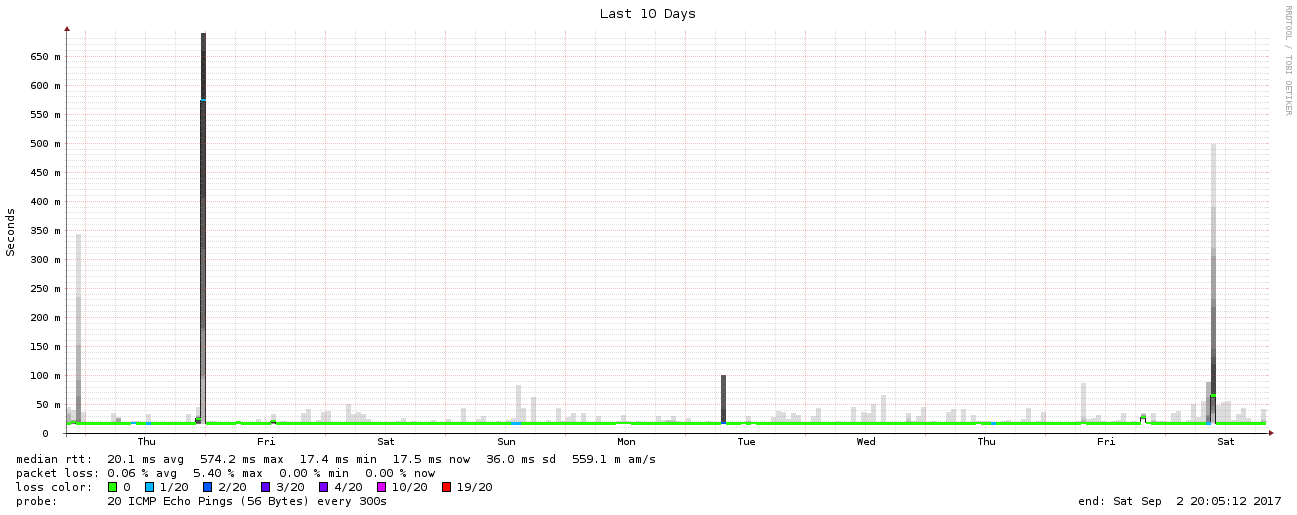 Last 10 Days
RRDTOOL / TOBI OETIKER
Seconds
650 m
600 m
550 m
500 m
450 m
400 m
350 m
300 m
250 m
200 m
150 m
100 m
50 m
0
Thu Fri Sat Sun Mon Tue Wed Thu Fri Sat
median rtt: 20.1 ms avg 574.2 ms max 17.4 ms min 17.5 ms now 36.0 ms sd 559.1 m am/s
packet loss: 0.06 % avg 5.40 % max 0.00 % min 0.00 % now
loss color: 0 1/20 2/20 3/20 4/20 10/20 19/20
probe: 20 ICMP Echo Pings (56 Bytes) every 300s end: Sat Sep 2 20:05:12 2017